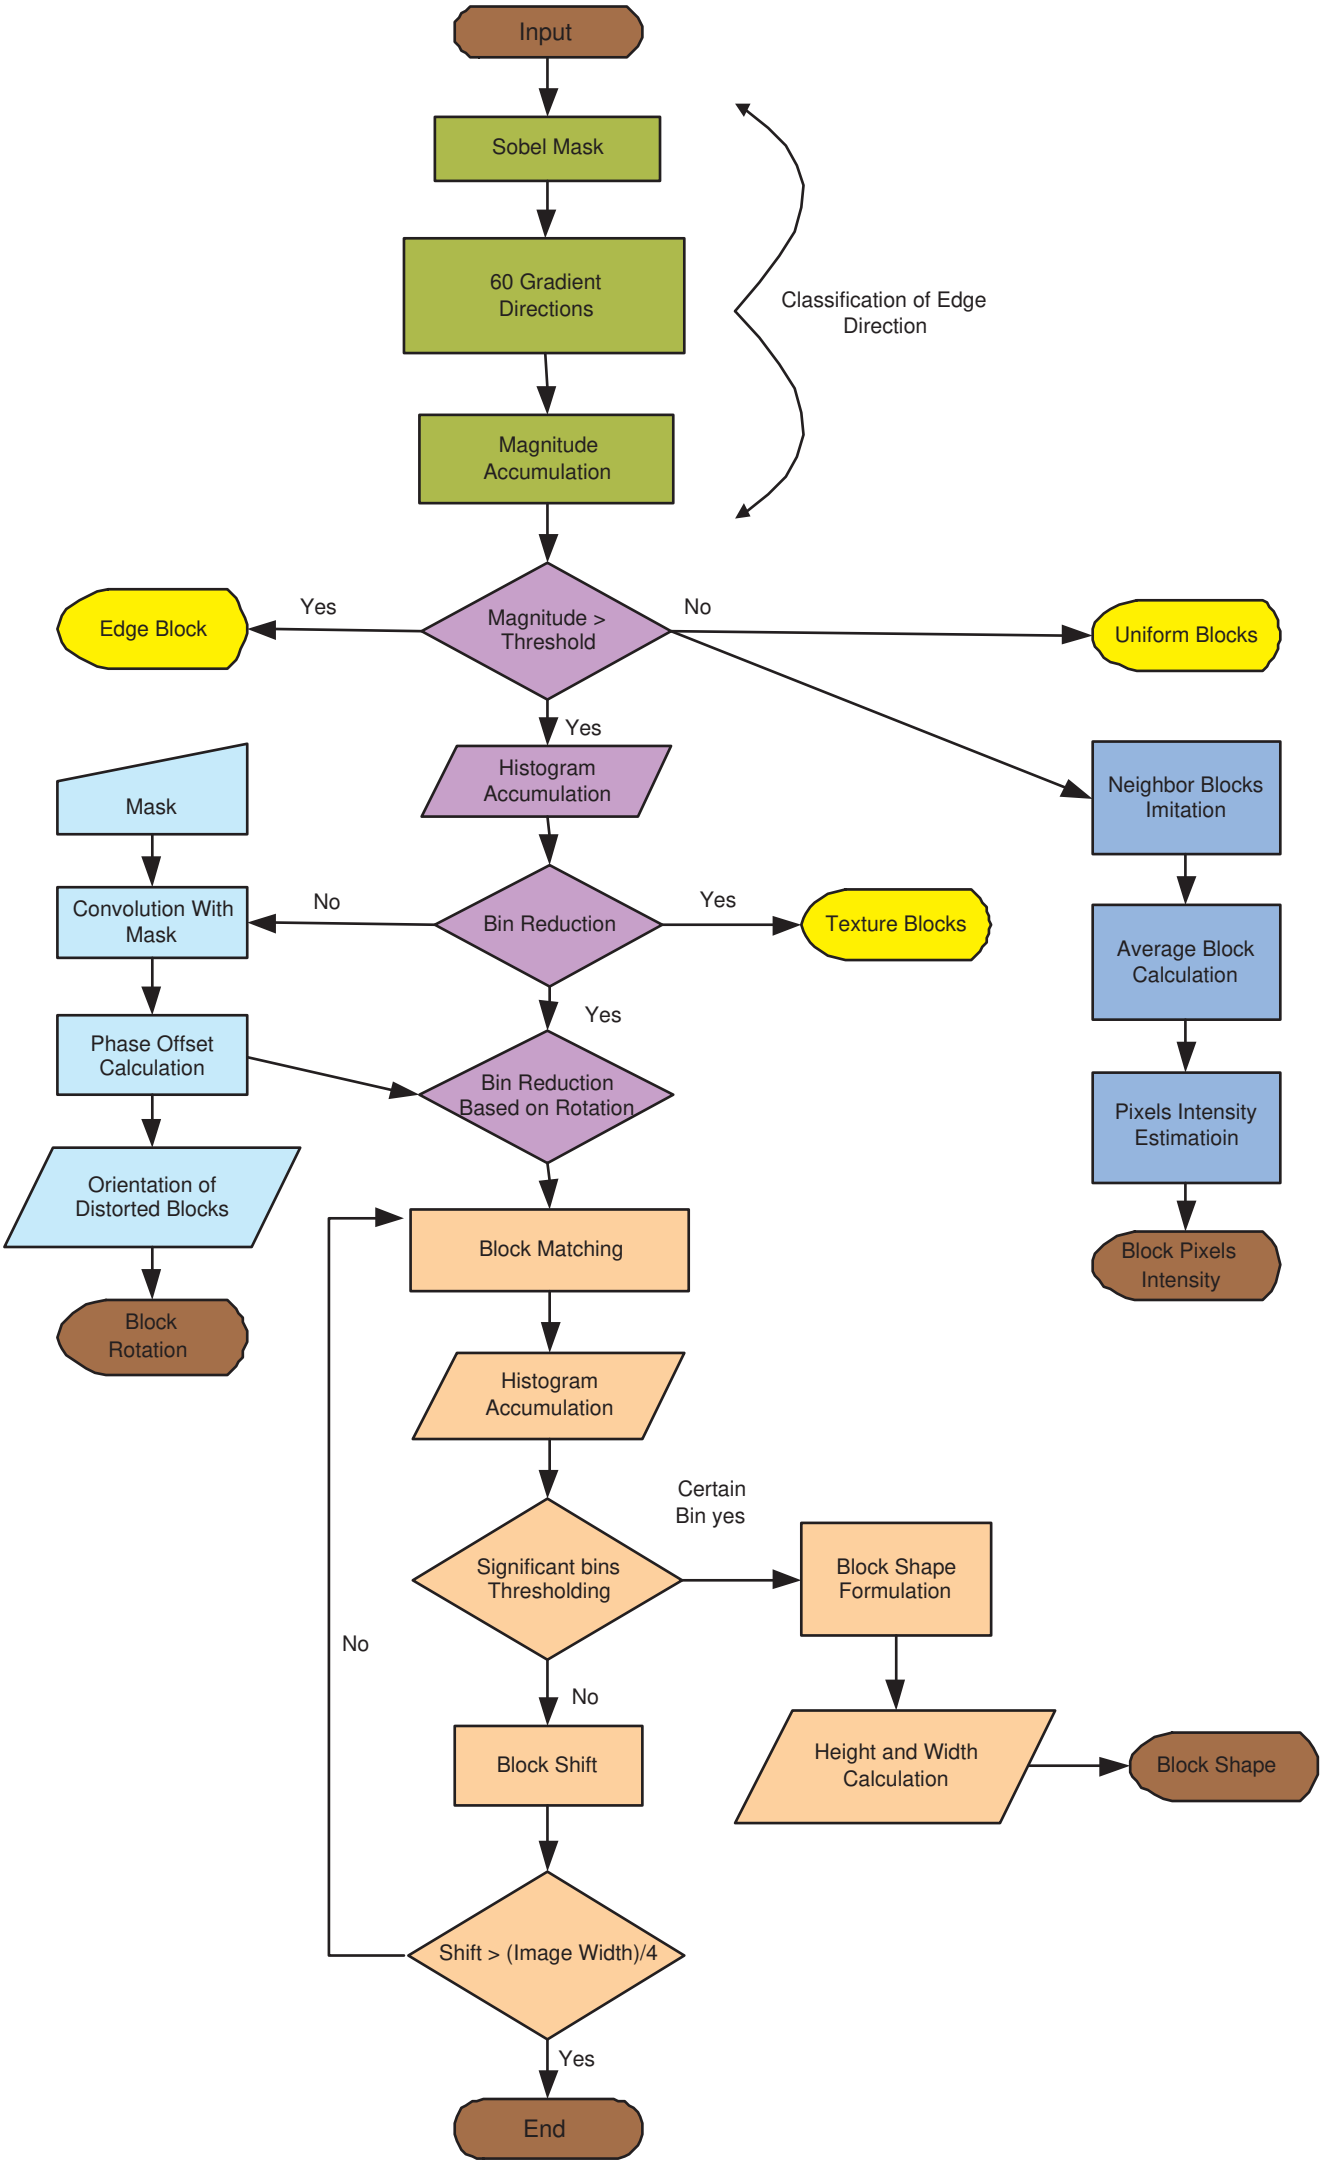 Input
Sobel Mask
60 Gradient
Directions
Classification of Edge
Direction
Magnitude
Accumulation
Yes
No
Magnitude >
Threshold
Edge Block
Uniform Blocks
Yes
Histogram
Accumulation
Mask
Neighbor Blocks
Imitation
No
Yes
Convolution With
Mask
Bin Reduction
Texture Blocks
Average Block
Calculation
Yes
Phase Offset
Calculation
Bin Reduction
Based on Rotation
Pixels Intensity
Estimatioin
Orientation of
Distorted Blocks
Block Matching
Block Pixels
Intensity
Block
Rotation
Histogram
Accumulation
Certain
Bin yes
Significant bins
Thresholding
Block Shape
Formulation
No
No
Block Shift
Height and Width
Calculation
Block Shape
Shift > (Image Width)/4
Yes
End